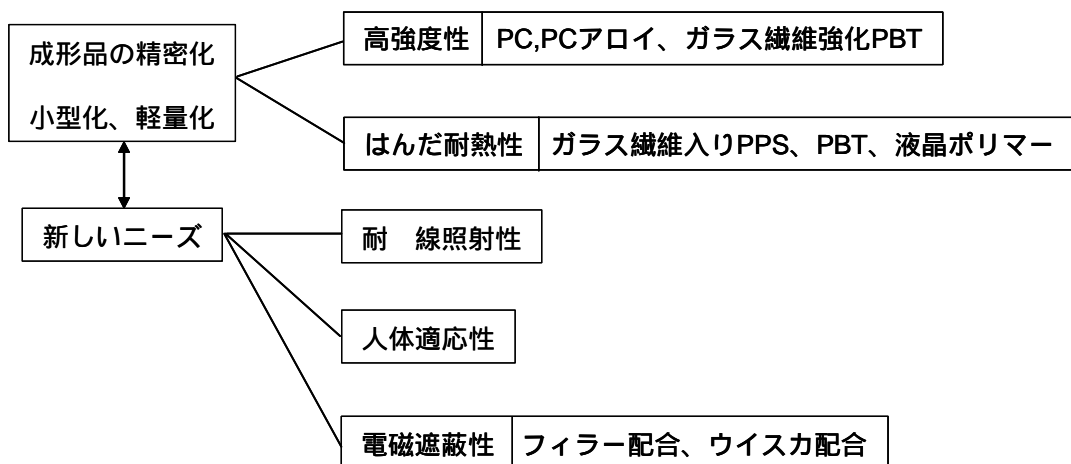 成形品の精密化
小型化、軽量化
高強度性 PC,PCアロイ、ガラス繊維強化PBT
はんだ耐熱性 ガラス繊維入りPPS、PBT、液晶ポリマー
新しいニーズ
耐　線照射性
人体適応性
電磁遮蔽性 フィラー配合、ウイスカ配合